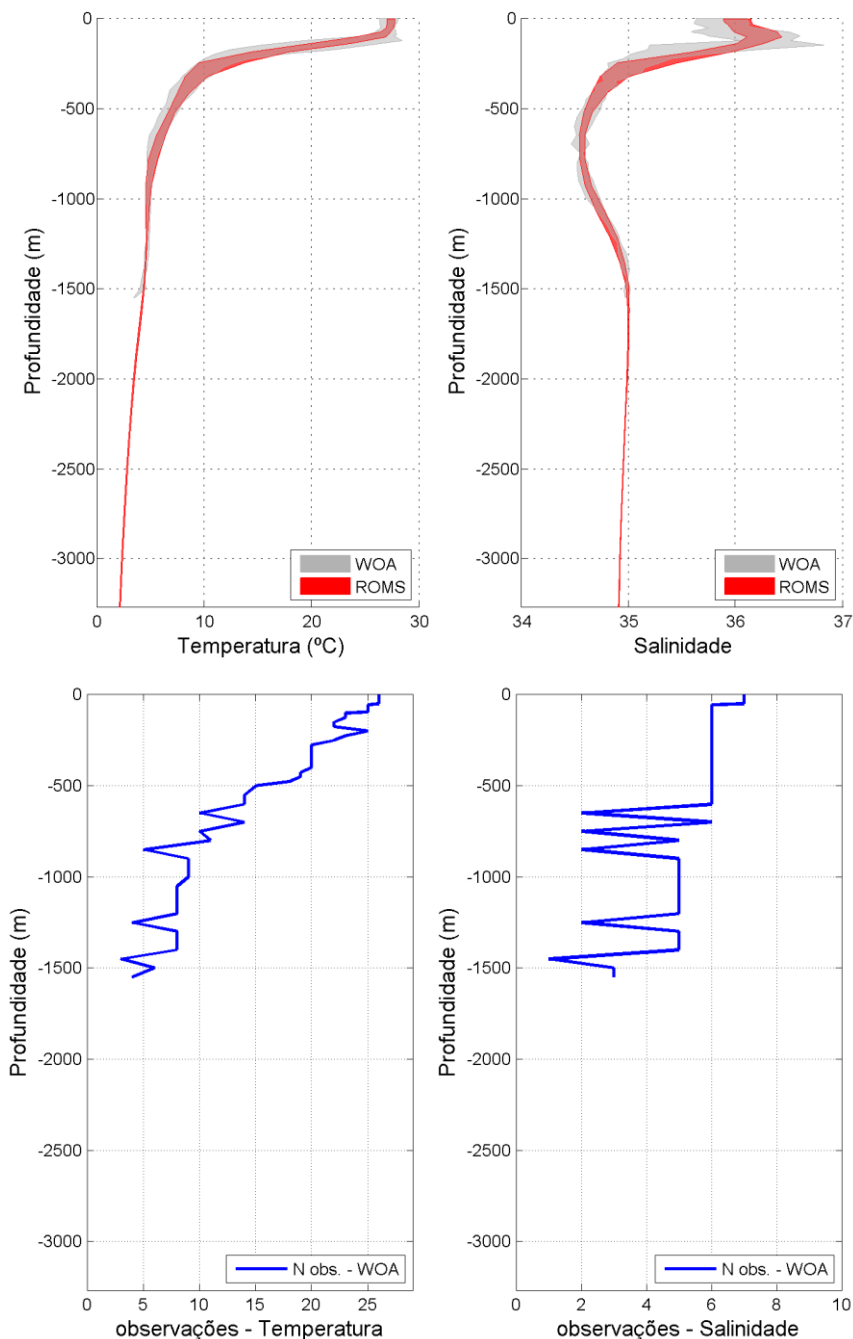 0
-500
-1000
-1500
-2000
-2500
-3000
Profundidade (m)
WOA
ROMS
0 10 20 30
Temperatura (ºC)
0
-500
-1000
-1500
-2000
-2500
-3000
Profundidade (m)
WOA
ROMS
34 35 36 37
Salinidade
0
-500
-1000
-1500
-2000
-2500
-3000
Profundidade (m)
N obs. - WOA
0 5 10 15 20 25
observações - Temperatura
0
-500
-1000
-1500
-2000
-2500
-3000
Profundidade (m)
N obs. - WOA
0 2 4 6 8 10
observações - Salinidade